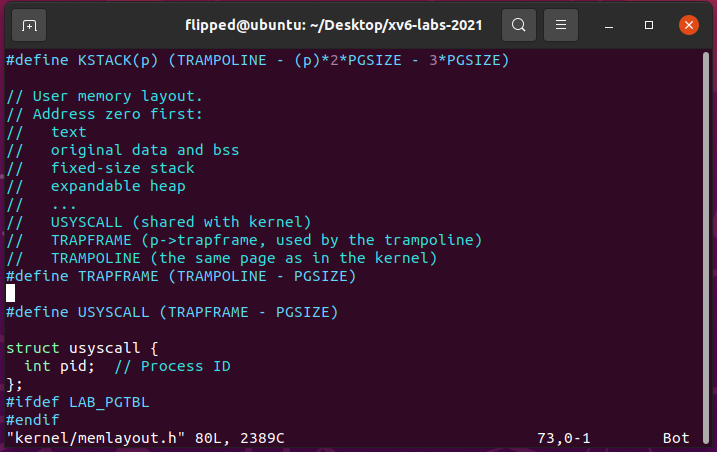 flipped@ubuntu: ~/Desktop/xv6-labs-2021
#define KSTACK(p) (TRAMPOLINE - (p)*2*PGSIZE - 3*PGSIZE)
// User memory layout.
// Address zero first:
//   text
//   original data and bss
//   fixed-size stack
//   expandable heap
//   ...
//   USYSCALL (shared with kernel)
//   TRAPFRAME (p->trapframe, used by the trampoline)
//   TRAMPOLINE (the same page as in the kernel)
#define TRAPFRAME (TRAMPOLINE - PGSIZE)
#define USYSCALL (TRAPFRAME - PGSIZE)
struct usyscall {
  int pid;  // Process ID
};
#ifdef LAB_PGTBL
#endif
"kernel/memlayout.h" 80L, 2389C 73,0-1 Bot